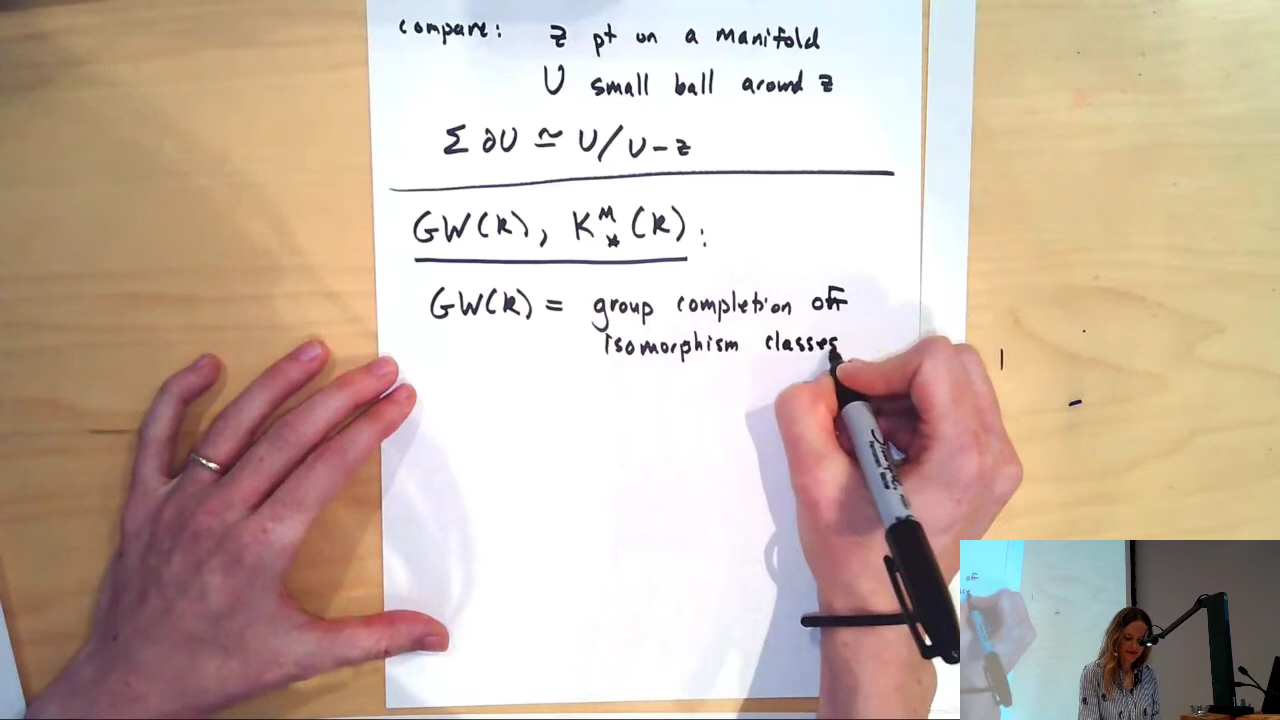 compare: z pt on a manifold
U small ball around z
Σ ∂U ≃ U/U-z
GW(k), K^M_*(k):
GW(k) = group completion of
isomorphism classes